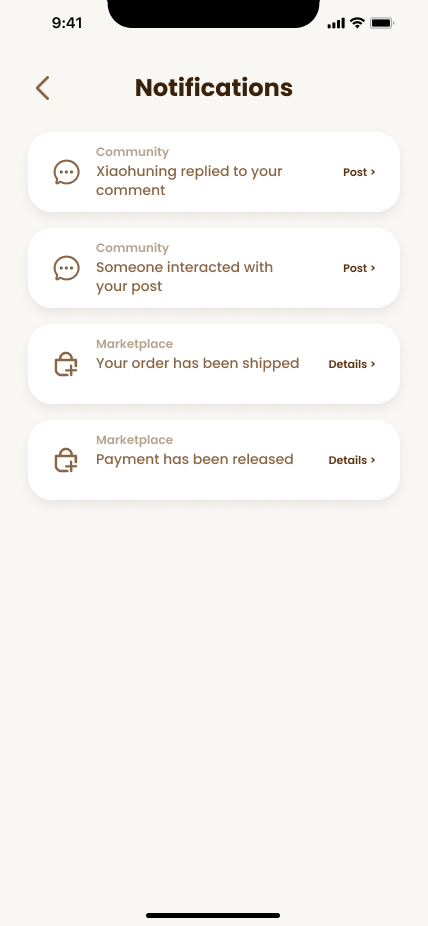 9:41
Notifications
Community
Xiaohuning replied to your
comment
Post >
Community
Someone interacted with
your post
Post >
Marketplace
Your order has been shipped
Details >
Marketplace
Payment has been released
Details >